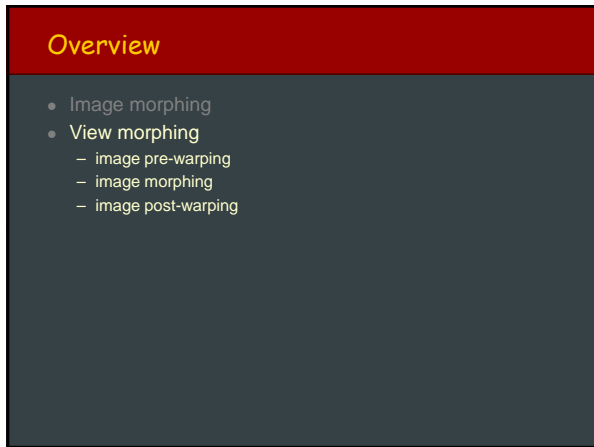 Overview
● Image morphing
● View morphing
– image pre-warping
– image morphing
– image post-warping